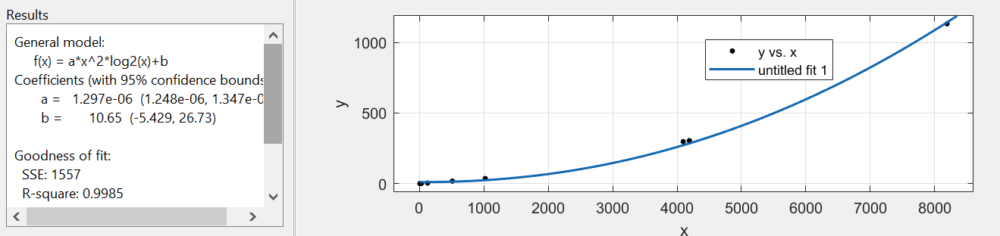 Results
General model:
f(x) = a*x^2*log2(x)+b
Coefficients (with 95% confidence bounds
a = 1.297e-06 (1.248e-06, 1.347e-0
b = 10.65 (-5.429, 26.73)
Goodness of fit:
SSE: 1557
R-square: 0.9985
1000
500
0
y
y vs. x
untitled fit 1
0 1000 2000 3000 4000 5000 6000 7000 8000
x